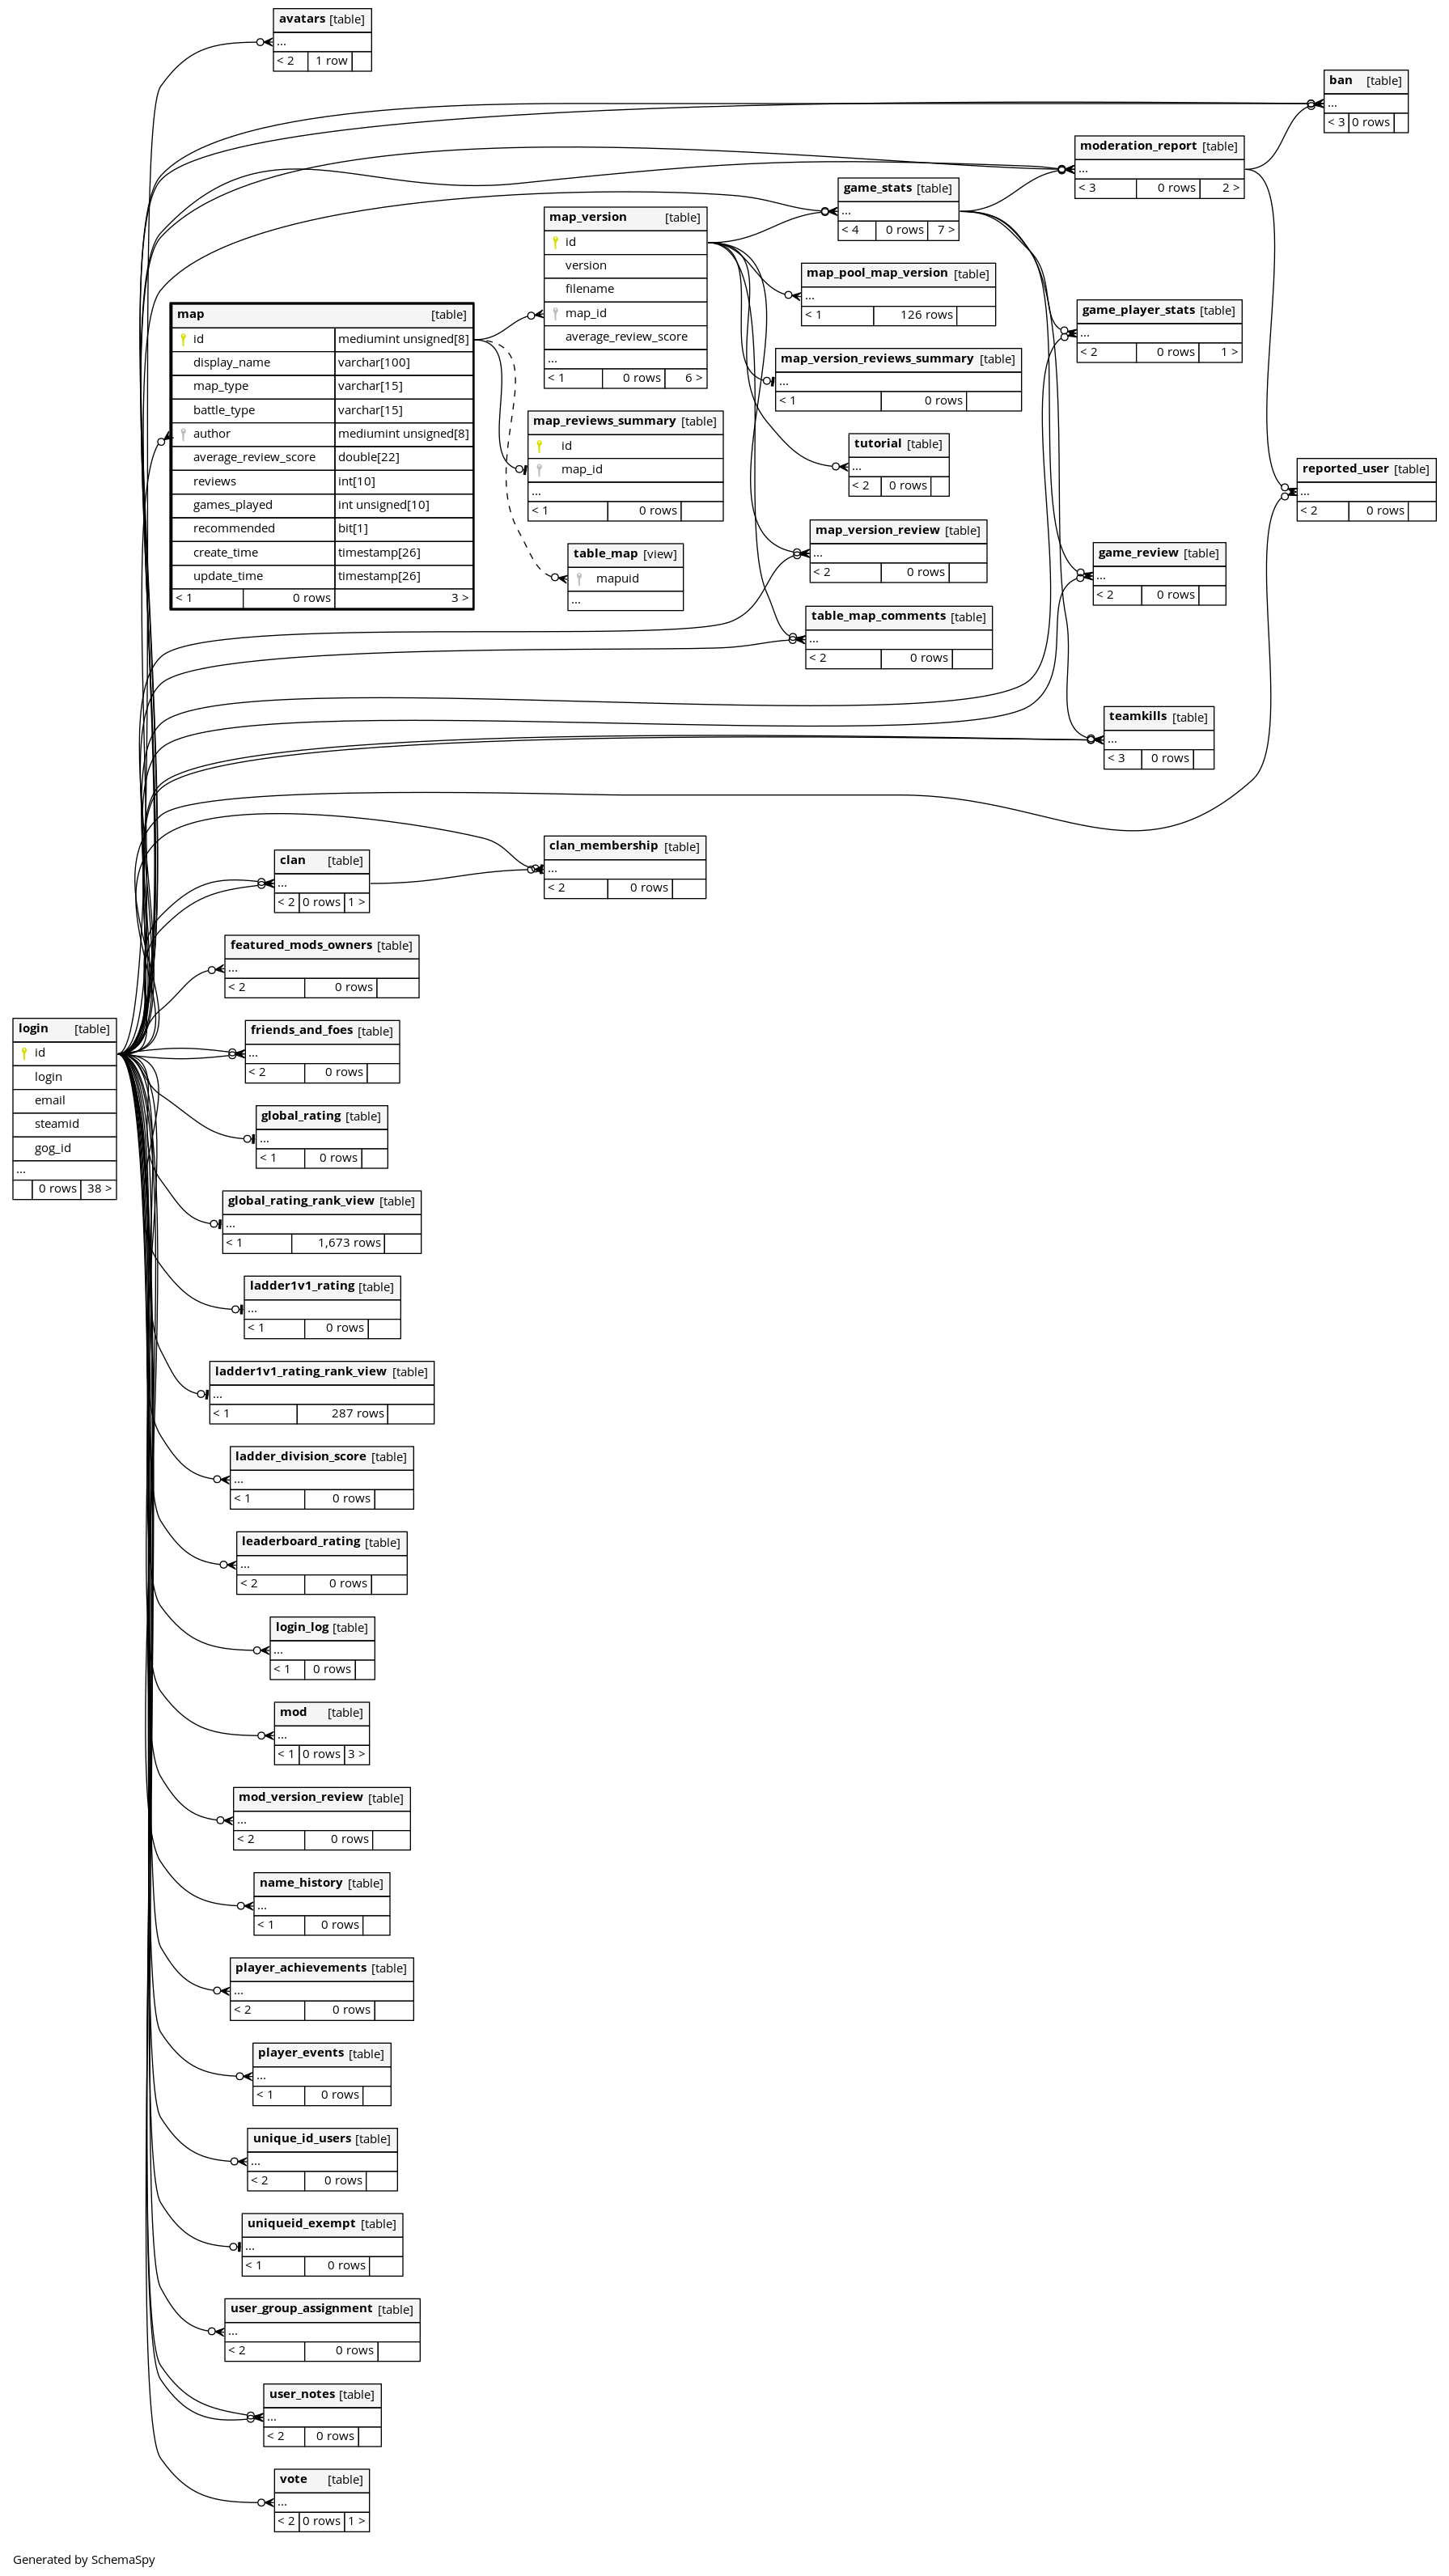 avatars [table]
...
< 2 1 row
ban [table]
...
< 3 0 rows
moderation_report [table]
...
< 3 0 rows 2 >
game_stats [table]
...
< 4 0 rows 7 >
map_version [table]
id
version
filename
map_id
average_review_score
...
< 1 0 rows 6 >
map_pool_map_version [table]
...
< 1 126 rows
game_player_stats [table]
...
< 2 0 rows 1 >
map [table]
id mediumint unsigned[8]
display_name varchar[100]
map_type varchar[15]
battle_type varchar[15]
author mediumint unsigned[8]
average_review_score double[22]
reviews int[10]
games_played int unsigned[10]
recommended bit[1]
create_time timestamp[26]
update_time timestamp[26]
< 1 0 rows 3 >
map_version_reviews_summary [table]
...
< 1 0 rows
map_reviews_summary [table]
id
map_id
...
< 1 0 rows
tutorial [table]
...
< 2 0 rows
reported_user [table]
...
< 2 0 rows
map_version_review [table]
...
< 2 0 rows
table_map [view]
mapuid
...
game_review [table]
...
< 2 0 rows
table_map_comments [table]
...
< 2 0 rows
teamkills [table]
...
< 3 0 rows
clan_membership [table]
...
< 2 0 rows
clan [table]
...
< 2 0 rows 1 >
featured_mods_owners [table]
...
< 2 0 rows
login [table]
id
login
email
steamid
gog_id
...
0 rows 38 >
friends_and_foes [table]
...
< 2 0 rows
global_rating [table]
...
< 1 0 rows
global_rating_rank_view [table]
...
< 1 1,673 rows
ladder1v1_rating [table]
...
< 1 0 rows
ladder1v1_rating_rank_view [table]
...
< 1 287 rows
ladder_division_score [table]
...
< 1 0 rows
leaderboard_rating [table]
...
< 2 0 rows
login_log [table]
...
< 1 0 rows
mod [table]
...
< 1 0 rows 3 >
mod_version_review [table]
...
< 2 0 rows
name_history [table]
...
< 1 0 rows
player_achievements [table]
...
< 2 0 rows
player_events [table]
...
< 1 0 rows
unique_id_users [table]
...
< 2 0 rows
uniqueid_exempt [table]
...
< 1 0 rows
user_group_assignment [table]
...
< 2 0 rows
user_notes [table]
...
< 2 0 rows
vote [table]
...
< 2 0 rows 1 >
Generated by SchemaSpy